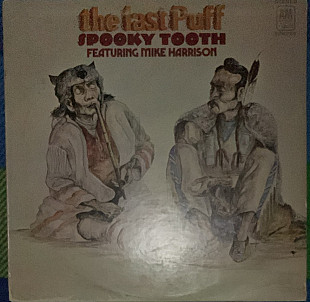 the last Puff
SPOOKY TOOTH
FEATURING MIKE HARRISON